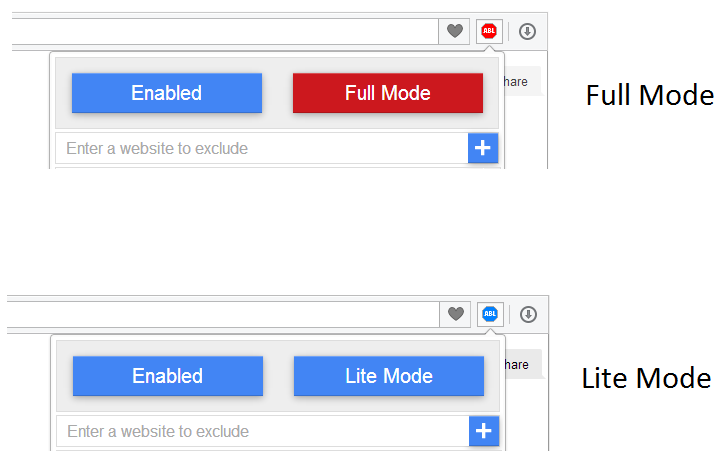 ABL
hare
Enabled Full Mode
Full Mode
Enter a website to exclude
ABL
hare
Enabled Lite Mode
Lite Mode
Enter a website to exclude